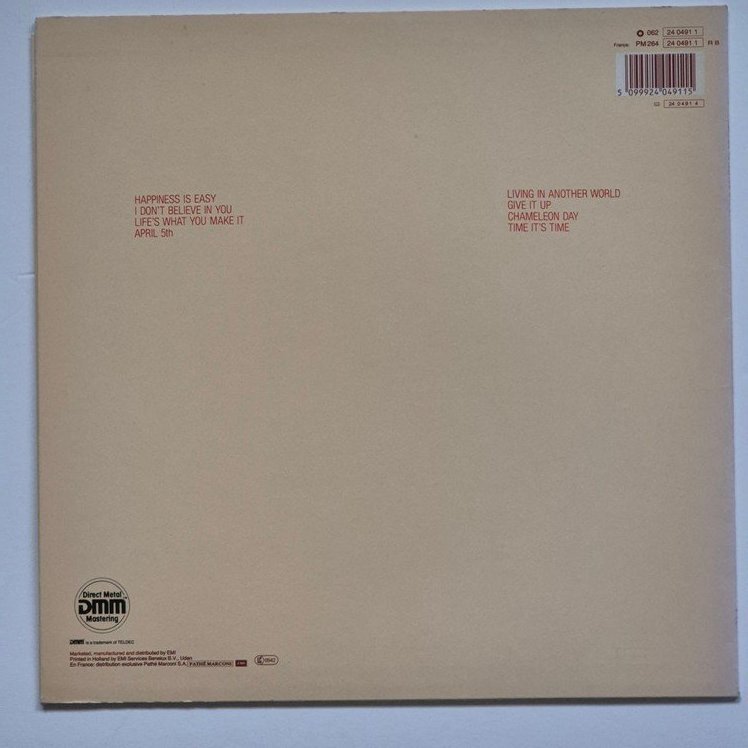 062 24 0491 1
France: PM 264 24 0491 1 R B
5 099924 049115
24 0491 4
HAPPINESS IS EASY
I DON'T BELIEVE IN YOU
LIFE'S WHAT YOU MAKE IT
APRIL 5th
LIVING IN ANOTHER WORLD
GIVE IT UP
CHAMELEON DAY
TIME IT'S TIME
Direct Metal
DMM
Mastering
DMM is a trademark of TELDEC
Marketed, manufactured and distributed by EMI
Printed in Holland by EMI Services Benelux B.V., Uden
En France: distribution exclusive Pathé Marconi S.A. PATHÉ MARCONI